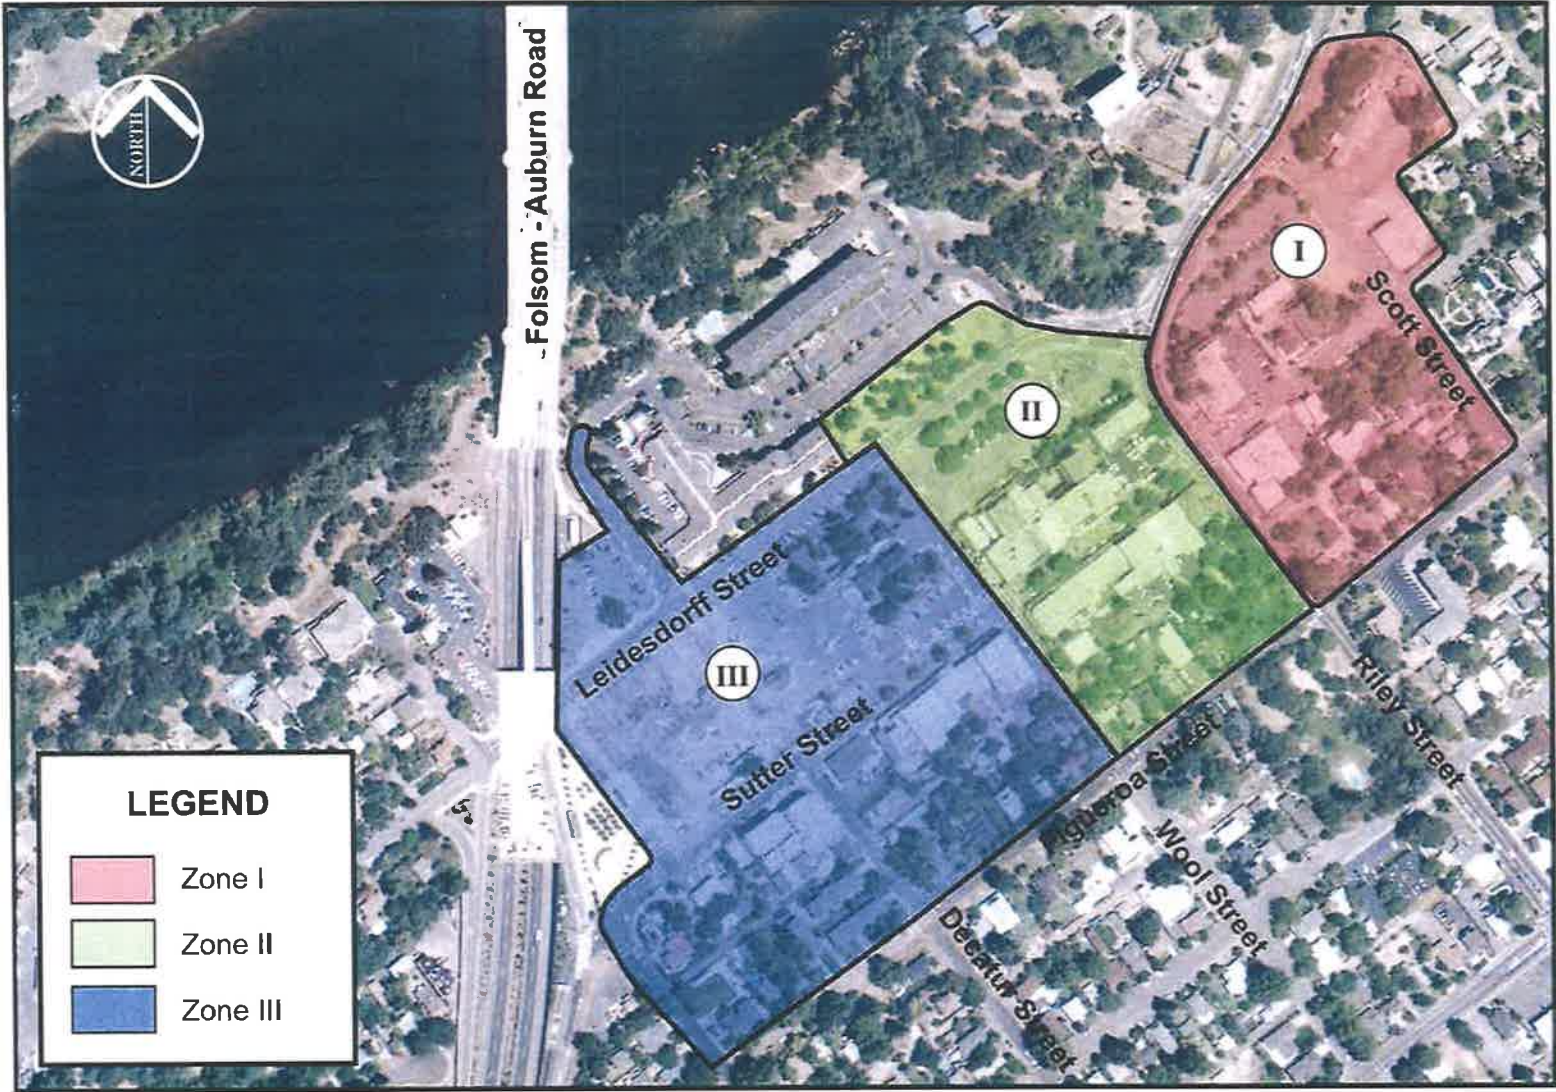 NORTH
Folsom - Auburn Road
I
Scott Street
II
Leidesdorff Street
III
Sutter Street
Figueroa Street
Riley Street
Wool Street
Decatur Street
LEGEND
Zone I
Zone II
Zone III